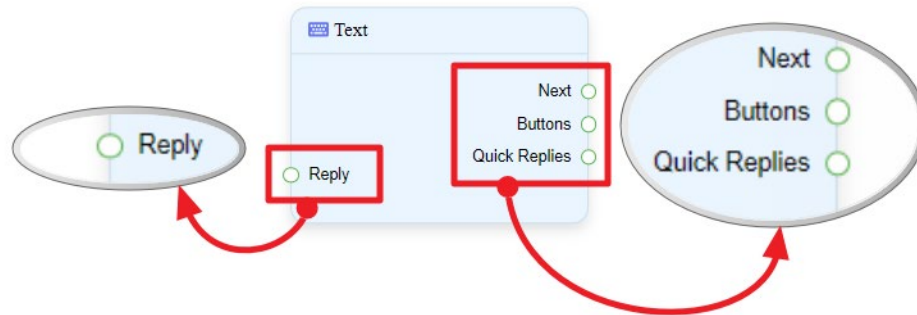 Text
Next
Buttons
Quick Replies
Reply
Reply
Next
Buttons
Quick Replies